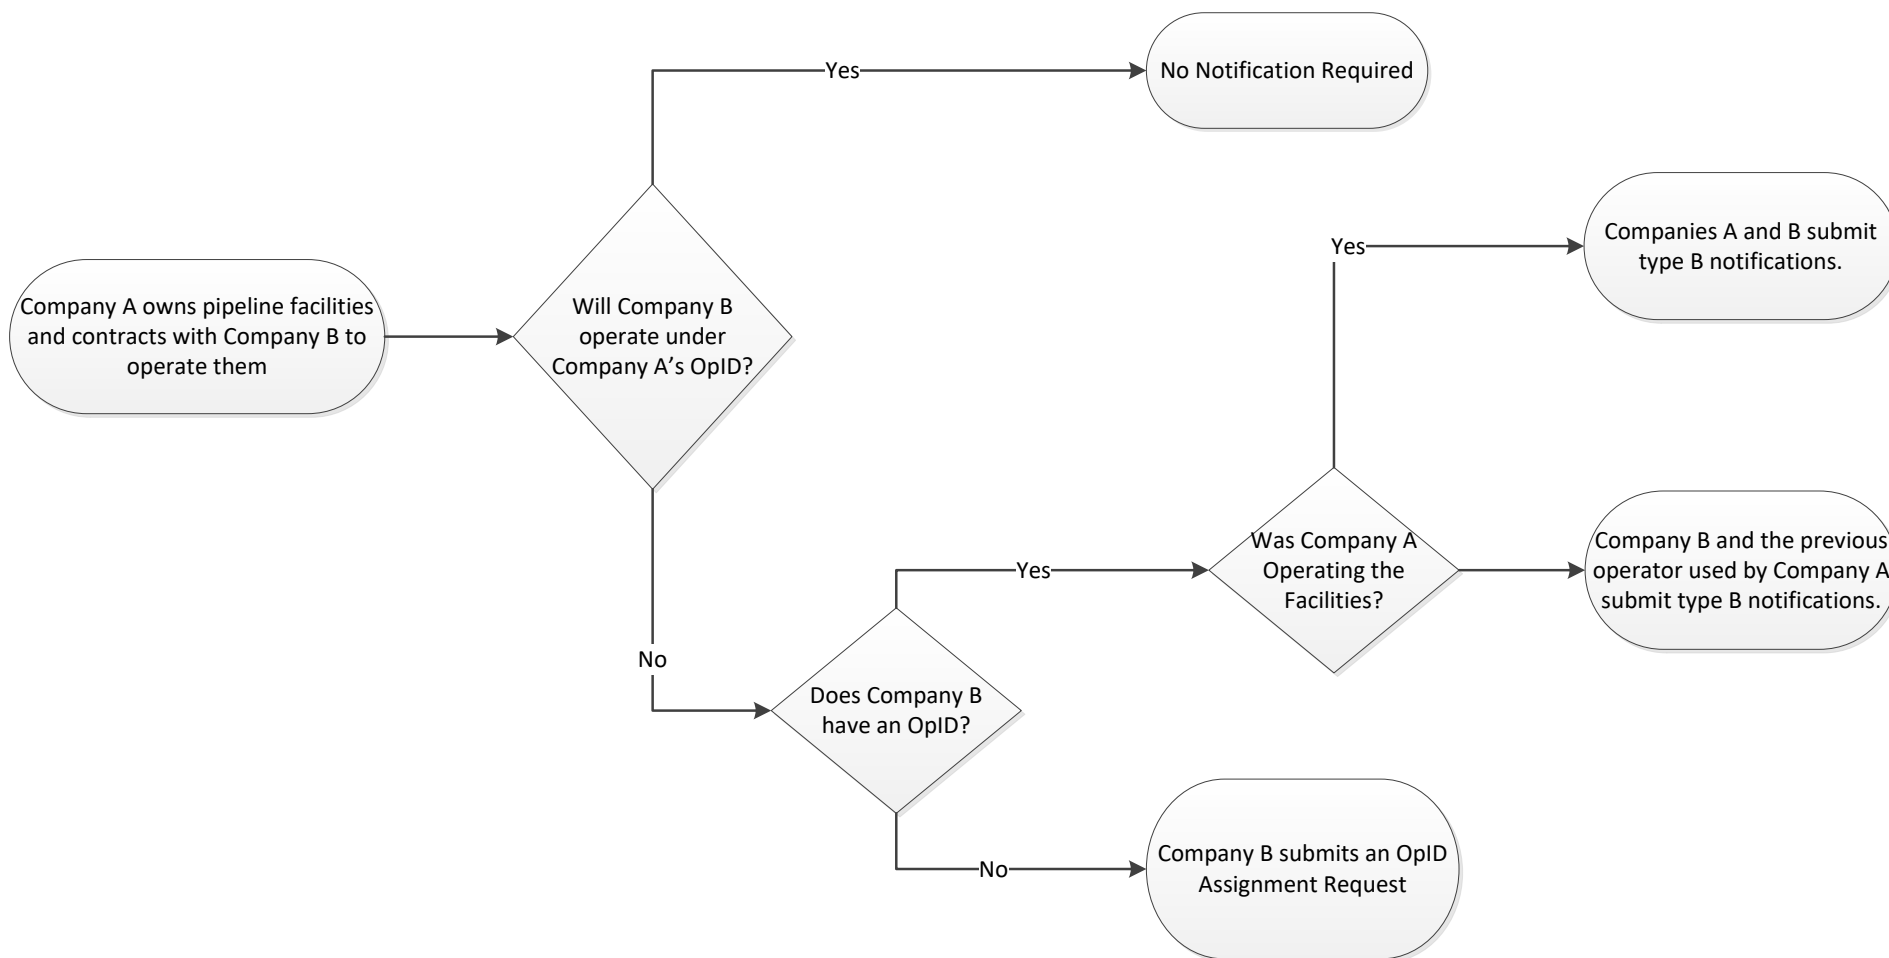 Yes
No Notification Required
Companies A and B submit
type B notifications.
Yes
Company A owns pipeline facilities
and contracts with Company B to
operate them
Will Company B
operate under
Company A’s OpID?
Was Company A
Operating the
Facilities?
Company B and the previous
operator used by Company A
submit type B notifications.
Yes
No
Does Company B
have an OpID?
Company B submits an OpID
Assignment Request
No